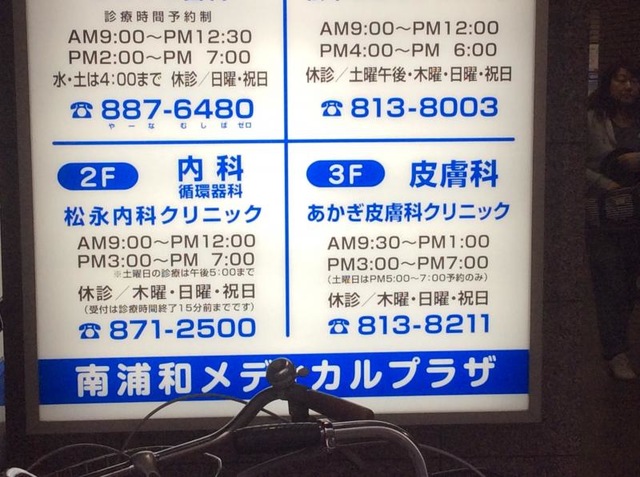 診療時間予約制
AM9:00〜PM12:30
PM2:00〜PM 7:00
水・土は4:00まで 休診/日曜・祝日
☎887-6480
やーな むしば ゼロ
AM9:00〜PM12:00
PM4:00〜PM 6:00
休診/土曜午後・木曜・日曜・祝日
☎813-8003
2F 内科
循環器科
松永内科クリニック
AM9:00〜PM12:00
PM3:00〜PM 7:00
※土曜日の診療は午後5:00まで
休診/木曜・日曜・祝日
(受付は診療時間終了15分前までです)
☎871-2500
3F 皮膚科
あかぎ皮膚科クリニック
AM9:30〜PM1:00
PM3:00〜PM7:00
(土曜日はPM5:00〜7:00予約のみ)
休診/木曜・日曜・祝日
☎813-8211
南浦和メディカルプラザ